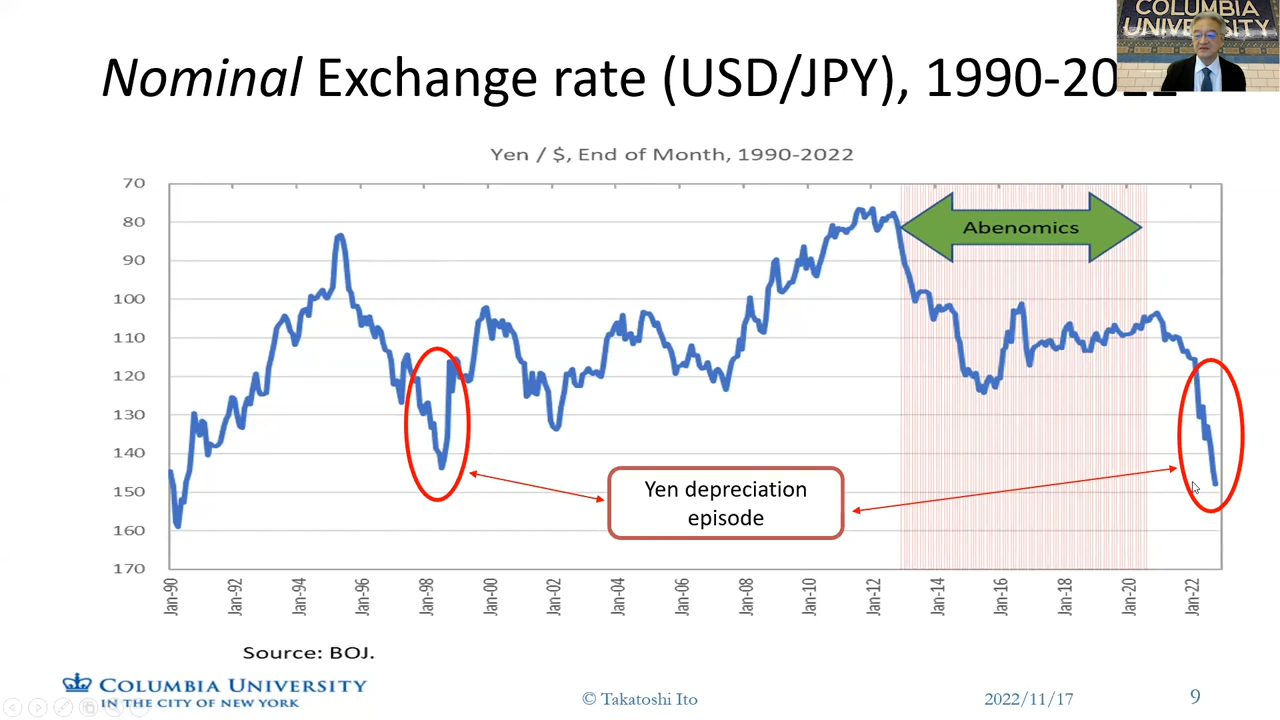 COLUMBIA
UNIVERSITY
Nominal Exchange rate (USD/JPY), 1990-2022
Yen / $, End of Month, 1990-2022
70
80
90
100
110
120
130
140
150
160
170
Abenomics
Yen depreciation
episode
Jan-90
Jan-92
Jan-94
Jan-96
Jan-98
Jan-00
Jan-02
Jan-04
Jan-06
Jan-08
Jan-10
Jan-12
Jan-14
Jan-16
Jan-18
Jan-20
Jan-22
Source: BOJ.
COLUMBIA UNIVERSITY
IN THE CITY OF NEW YORK
© Takatoshi Ito
2022/11/17
9